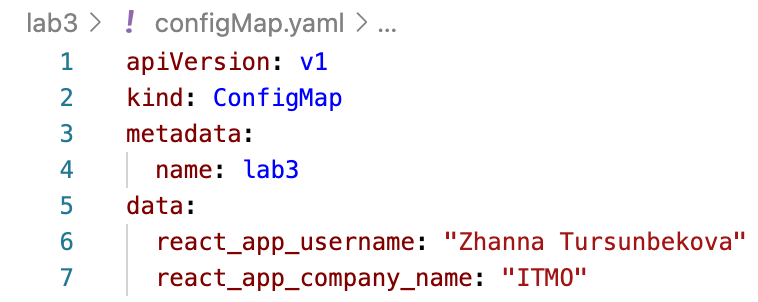 lab3 > ! configMap.yaml > ...
1 apiVersion: v1
2 kind: ConfigMap
3 metadata:
4   name: lab3
5 data:
6   react_app_username: "Zhanna Tursunbekova"
7   react_app_company_name: "ITMO"